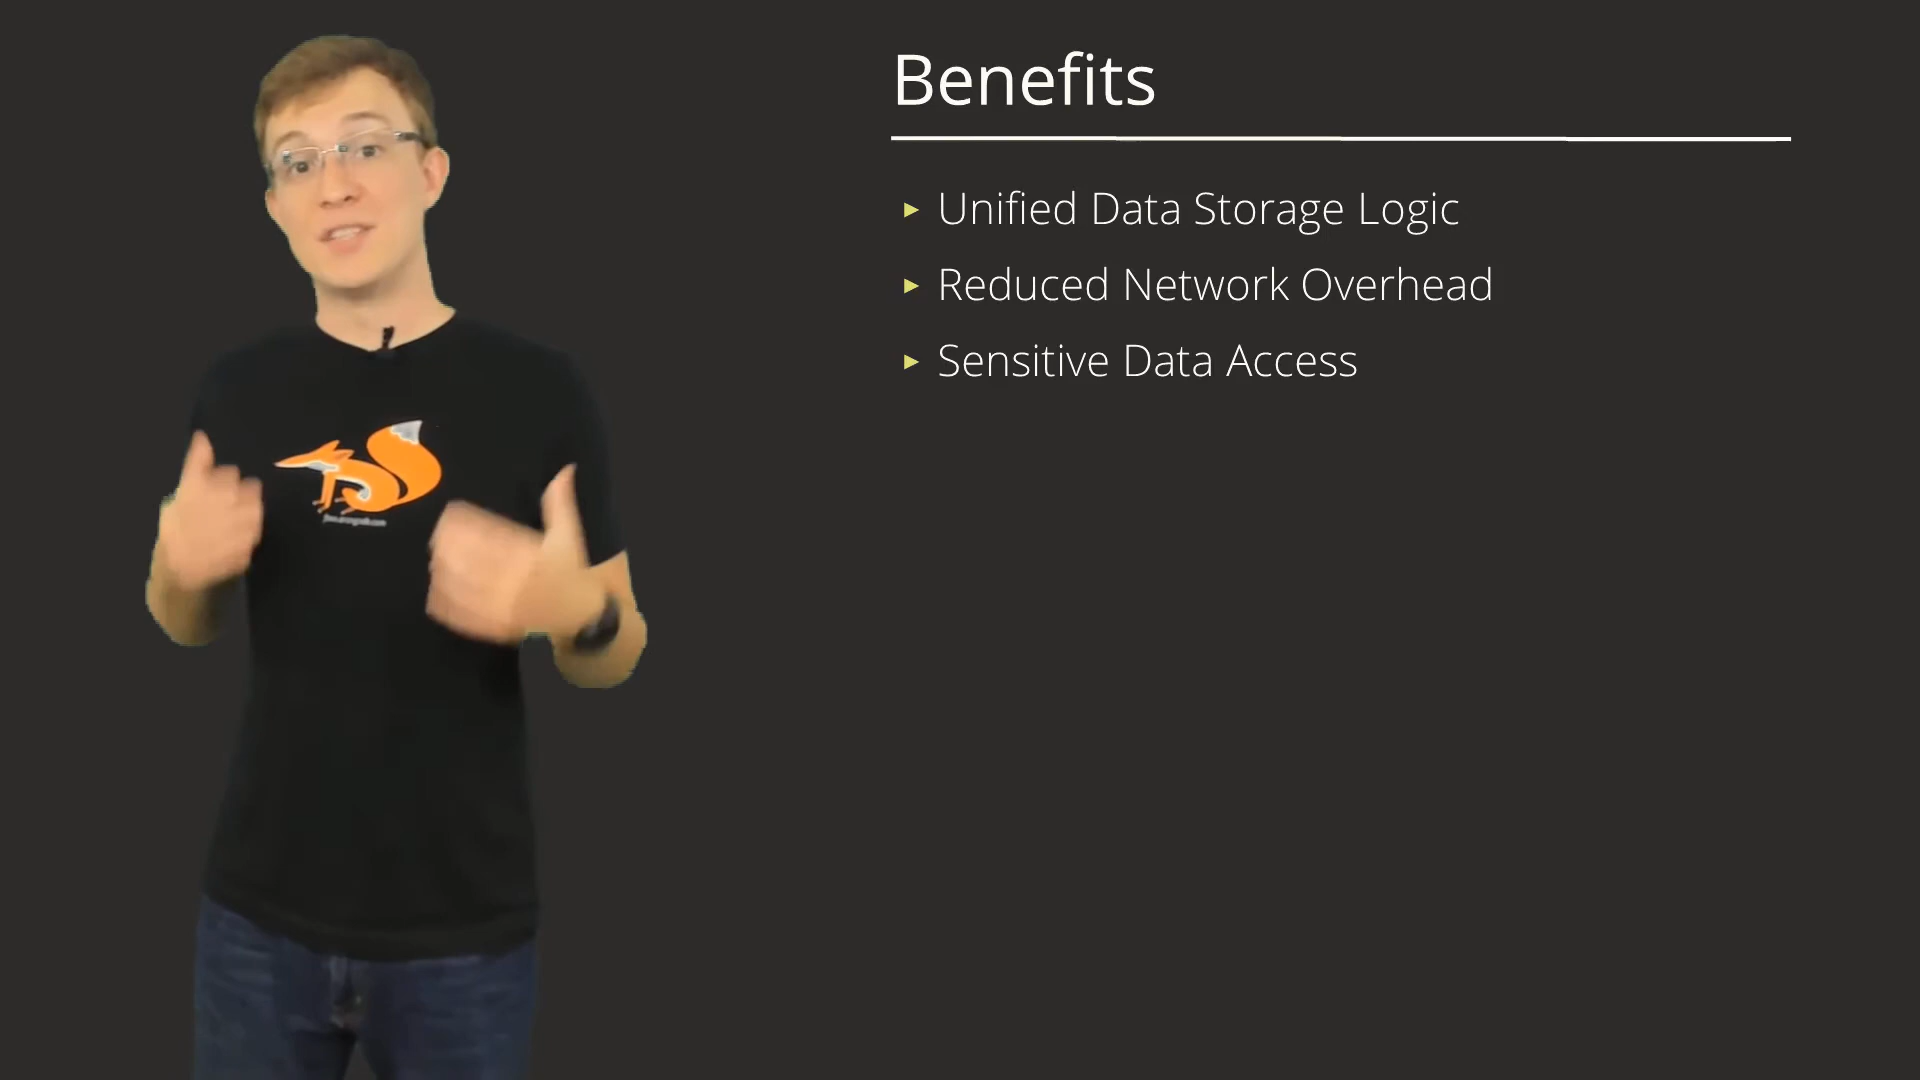 Benefits
▸ Unified Data Storage Logic
▸ Reduced Network Overhead
▸ Sensitive Data Access